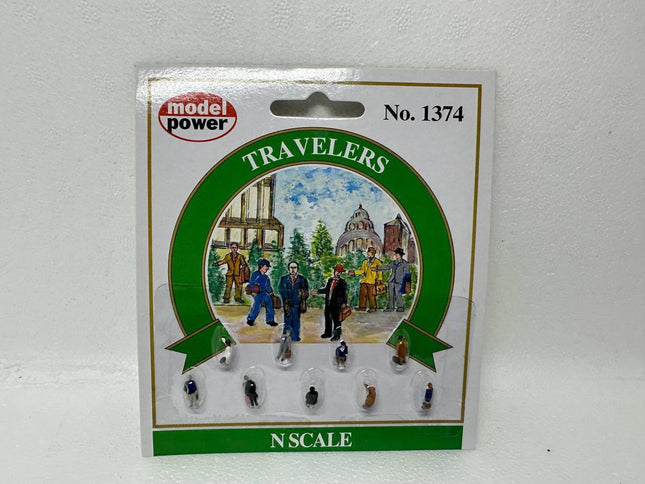 model
power
No. 1374
TRAVELERS
N SCALE